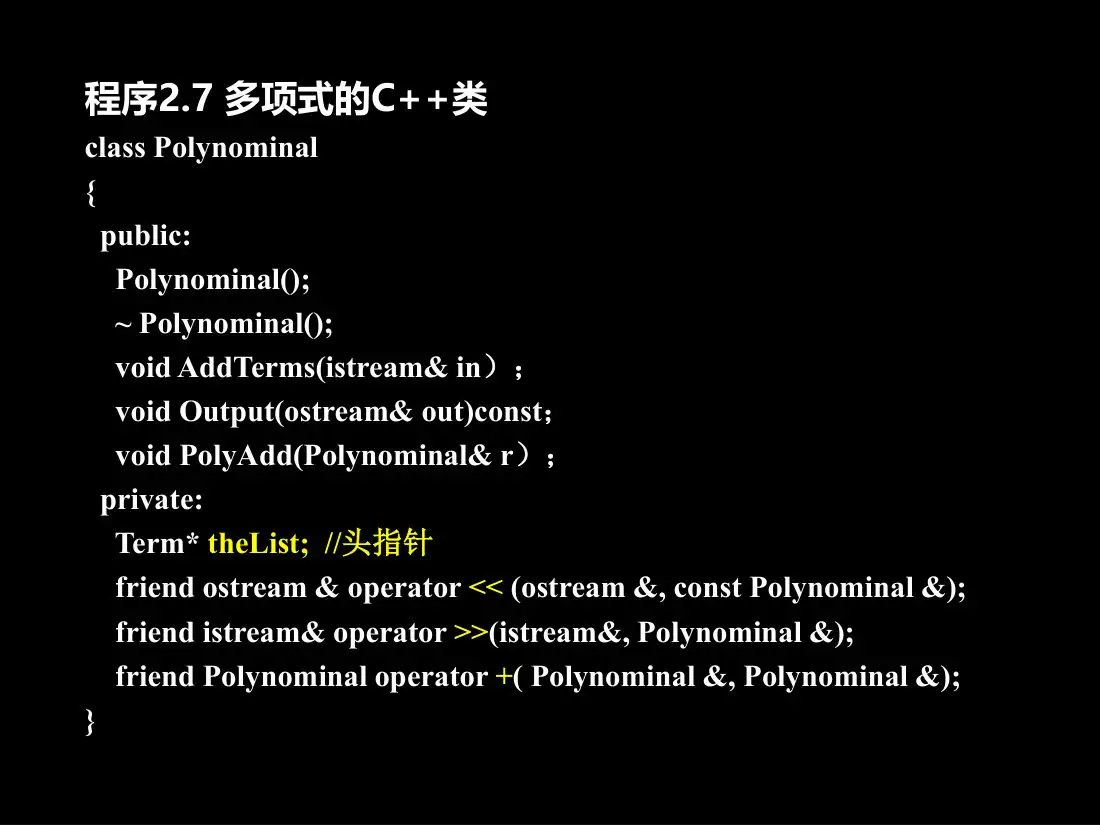 程序2.7 多项式的C++类
class Polynominal
{
public:
Polynominal();
~ Polynominal();
void AddTerms(istream& in）；
void Output(ostream& out)const；
void PolyAdd(Polynominal& r）；
private:
Term* theList; //头指针
friend ostream & operator << (ostream &, const Polynominal &);
friend istream& operator >>(istream&, Polynominal &);
friend Polynominal operator +( Polynominal &, Polynominal &);
}